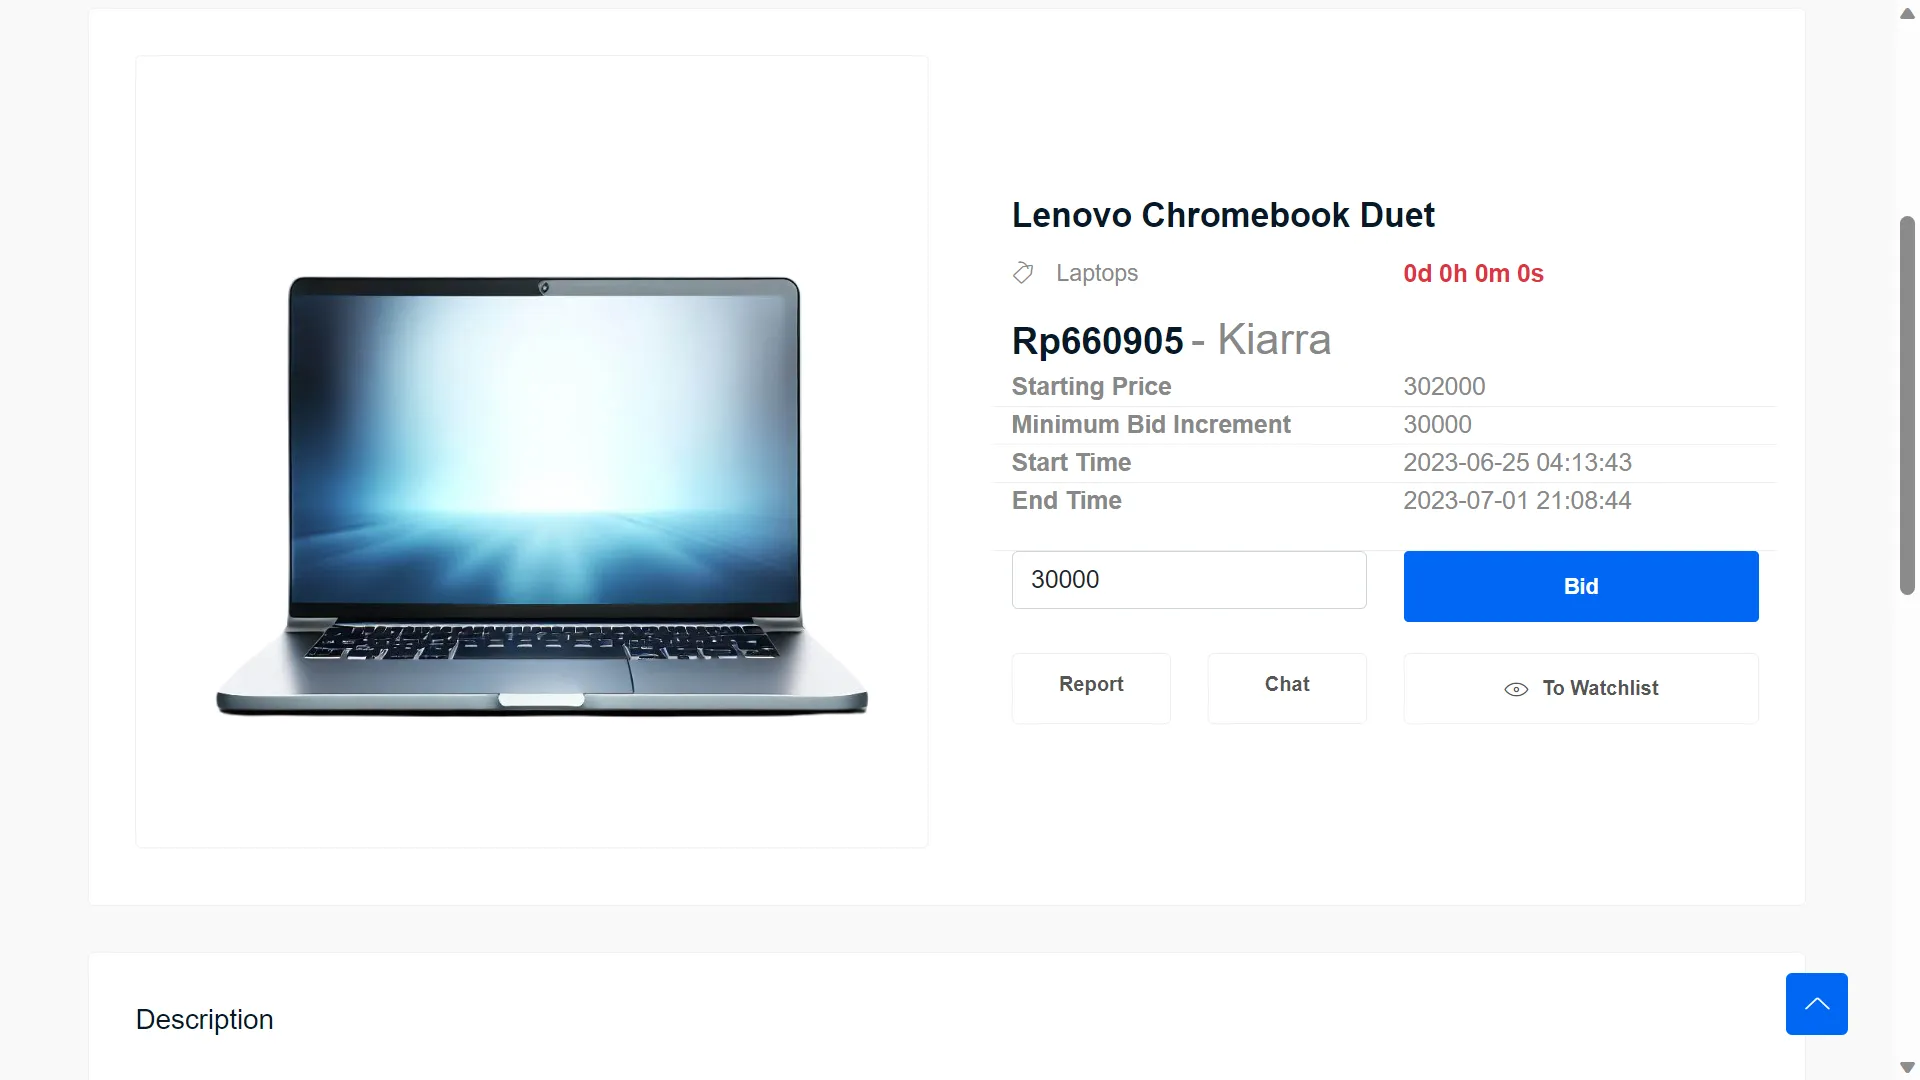 Lenovo Chromebook Duet
Laptops
0d 0h 0m 0s
Rp660905 - Kiarra
Starting Price 302000
Minimum Bid Increment 30000
Start Time 2023-06-25 04:13:43
End Time 2023-07-01 21:08:44
30000
Bid
Report
Chat
To Watchlist
Description